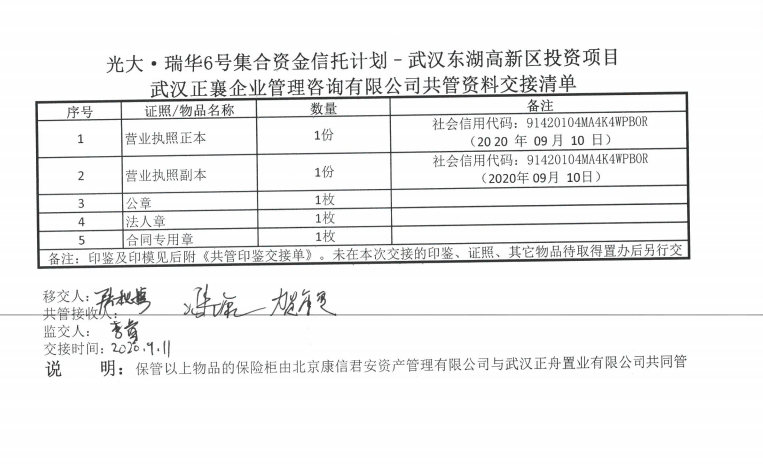 光大·瑞华6号集合资金信托计划－武汉东湖高新区投资项目
武汉正襄企业管理咨询有限公司共管资料交接清单
序号 证照/物品名称 数量 备注
1 营业执照正本 1份 社会信用代码：91420104MA4K4WPB0R
（2020 年 09月 10 日）
2 营业执照副本 1份 社会信用代码：91420104MA4K4WPB0R
（2020年09月 10日）
3 公章 1枚
4 法人章 1枚
5 合同专用章 1枚
备注：印鉴及印模见后附《共管印鉴交接单》。未在本次交接的印鉴、证照、其它物品待取得置办后另行交
移交人：
共管接收人：
监交人：
交接时间：2020.9.11
说 明：保管以上物品的保险柜由北京康信君安资产管理有限公司与武汉正舟置业有限公司共同管